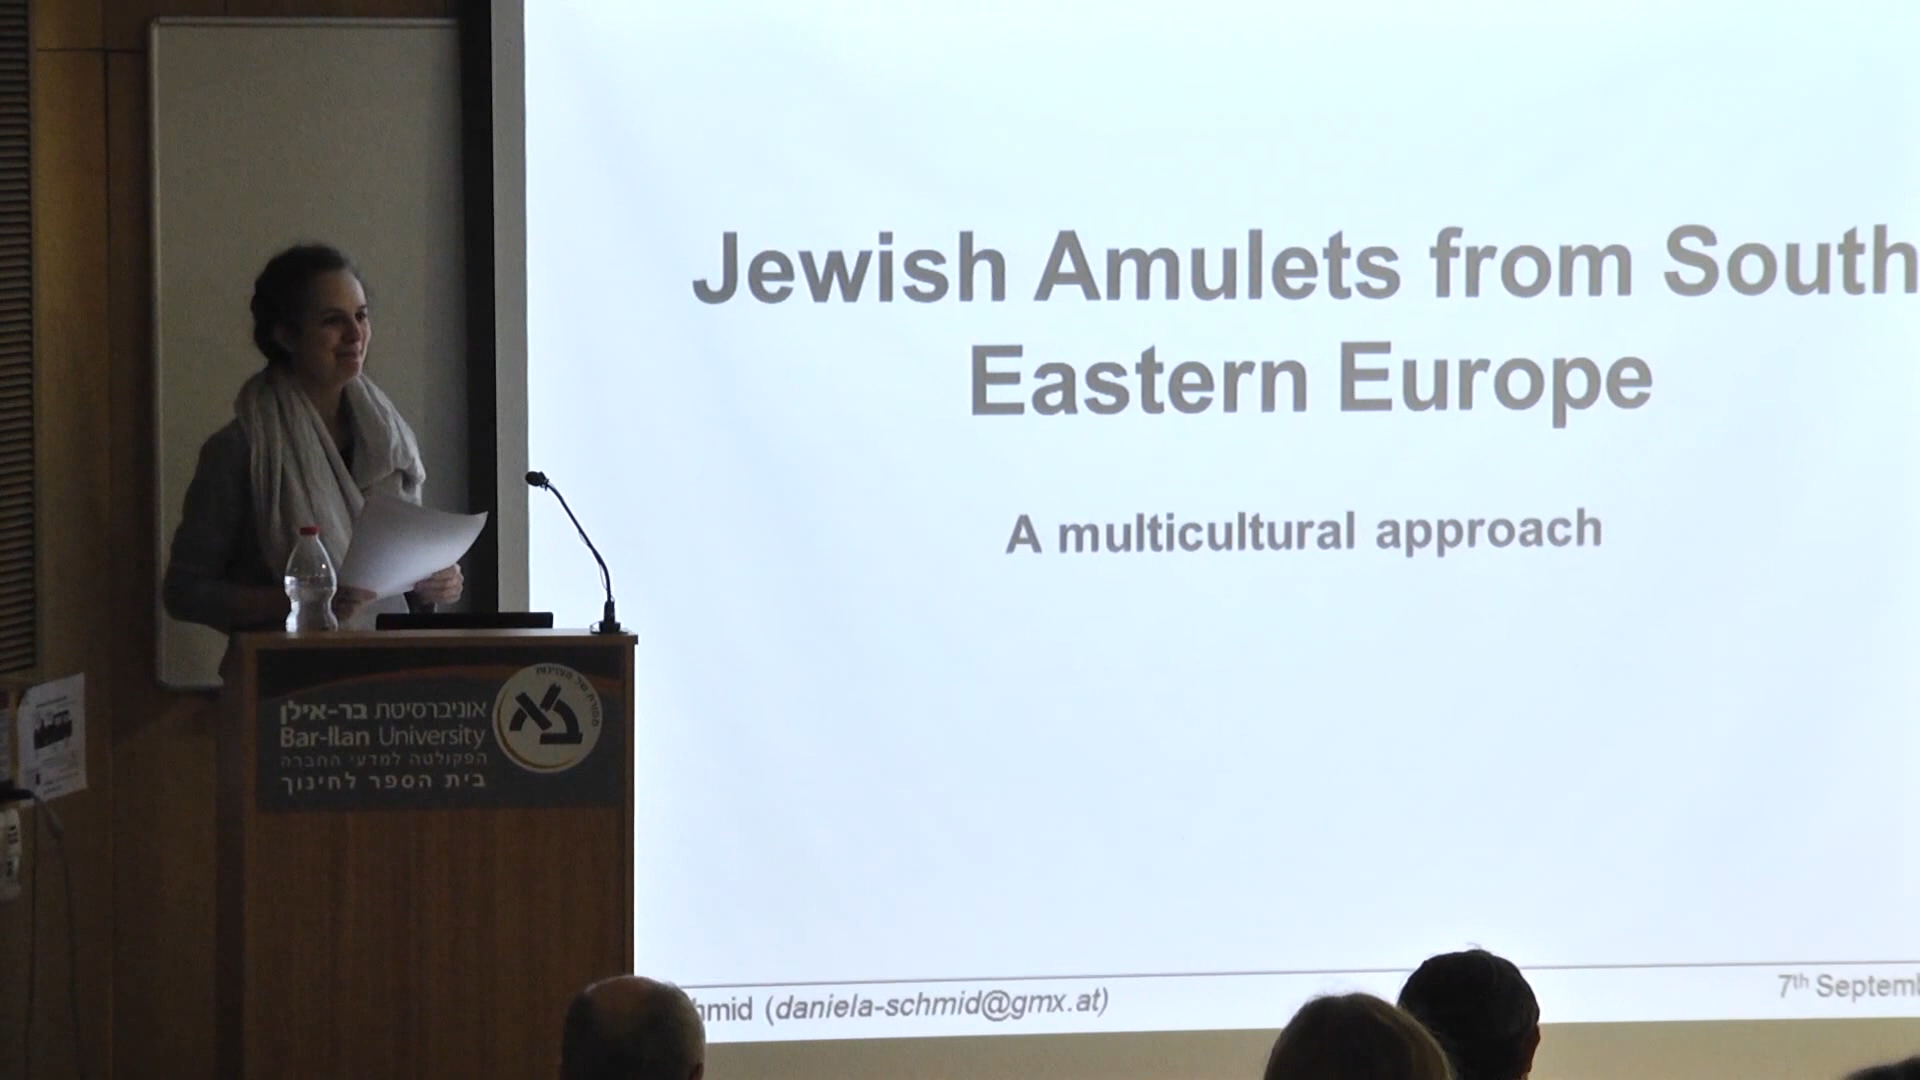 Jewish Amulets from South
Eastern Europe
A multicultural approach
hmid (daniela-schmid@gmx.at)
7th Septemb
אוניברסיטת בר-אילן
Bar-Ilan University
הפקולטה למדעי החברה
בית הספר לחינוך